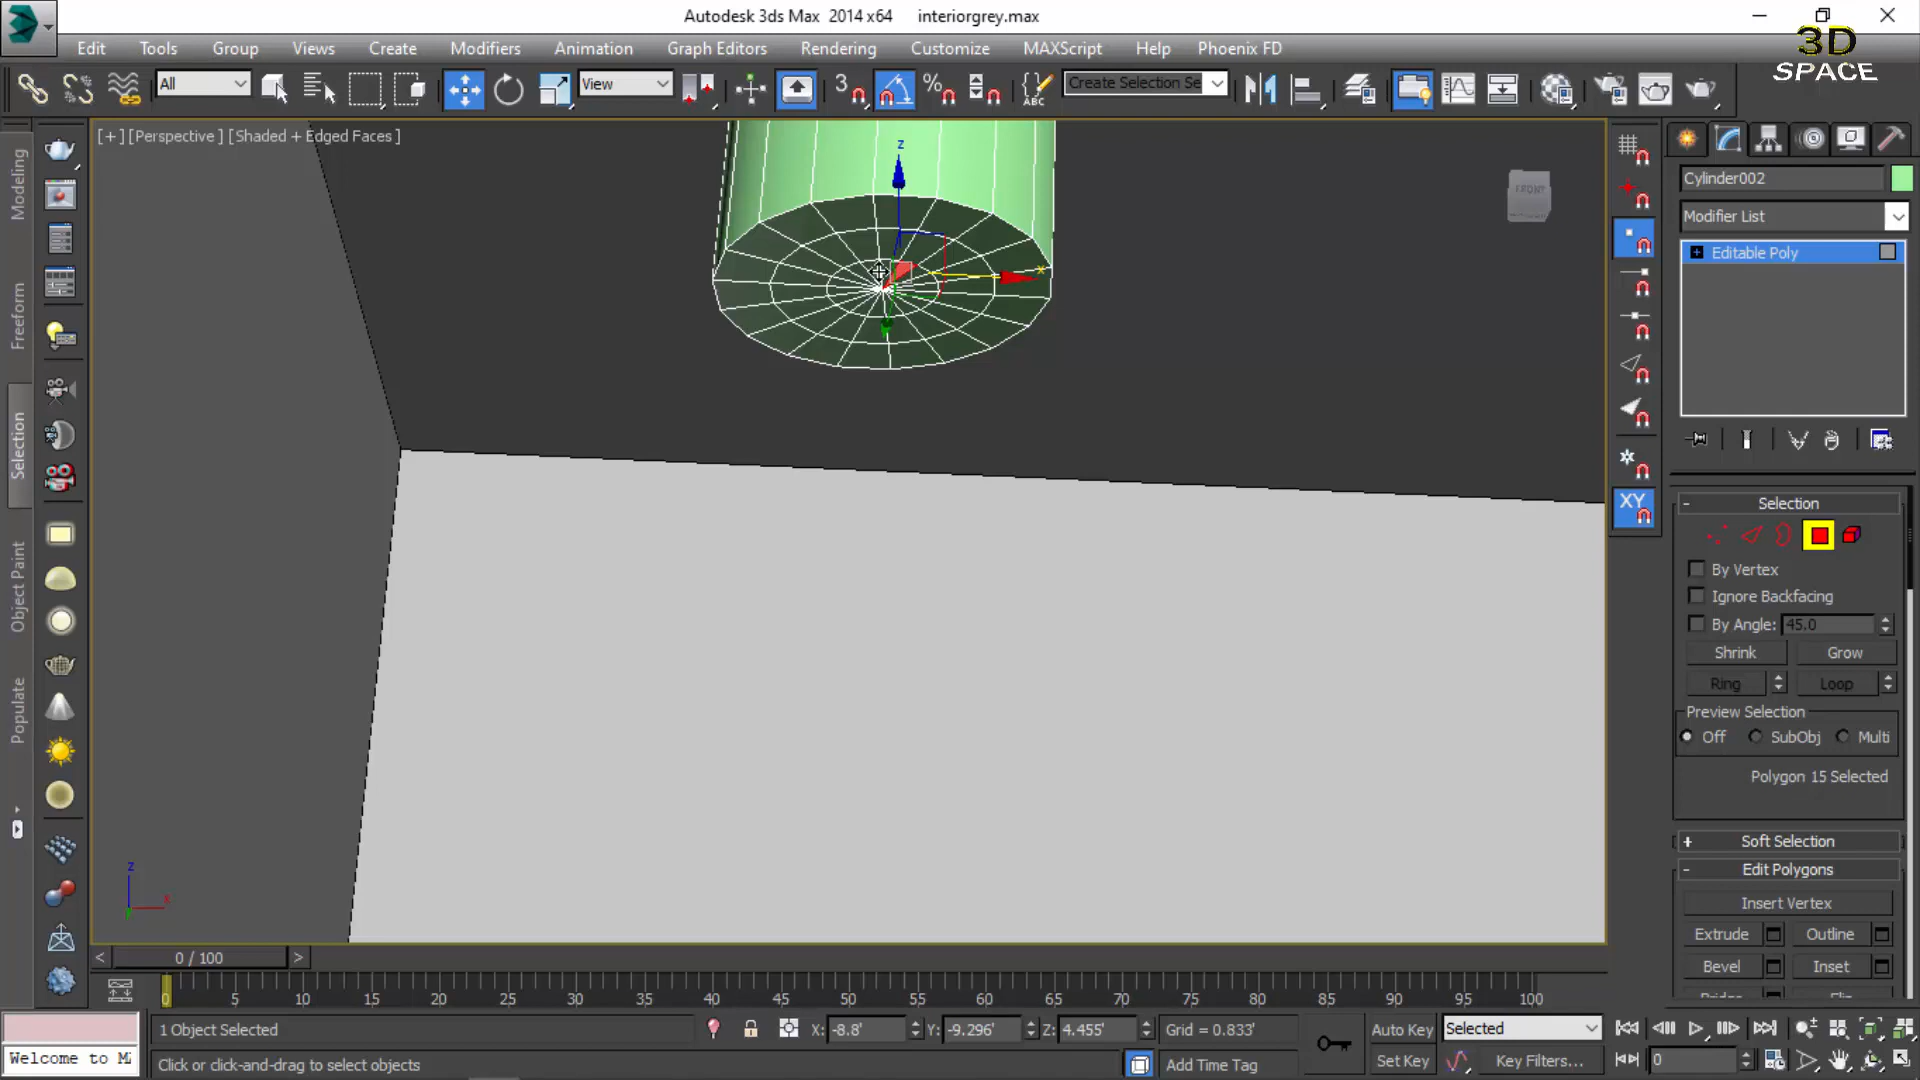 Autodesk 3ds Max 2014 x64 interiorgrey.max
3D SPACE
Edit Tools Group Views Create Modifiers Animation Graph Editors Rendering Customize MAXScript Help Phoenix FD
All View 3 % ABC Create Selection Se
[+] [Perspective ] [Shaded + Edged Faces ]
Modeling
Freeform
Selection
Object Paint
Populate
z
x
FRONT
z
x
XY
Cylinder002
Modifier List
Editable Poly
- Selection
By Vertex
Ignore Backfacing
By Angle: 45.0
Shrink Grow
Ring Loop
Preview Selection
Off SubObj Multi
Polygon 15 Selected
+ Soft Selection
- Edit Polygons
Insert Vertex
Extrude Outline
Bevel Inset
< 0 / 100 >
0 5 10 15 20 25 30 35 40 45 50 55 60 65 70 75 80 85 90 95 100
1 Object Selected X: -8.8' Y: -9.296' Z: 4.455' Grid = 0.833' Auto Key Selected
Welcome to M
Click or click-and-drag to select objects Add Time Tag Set Key Key Filters... 0